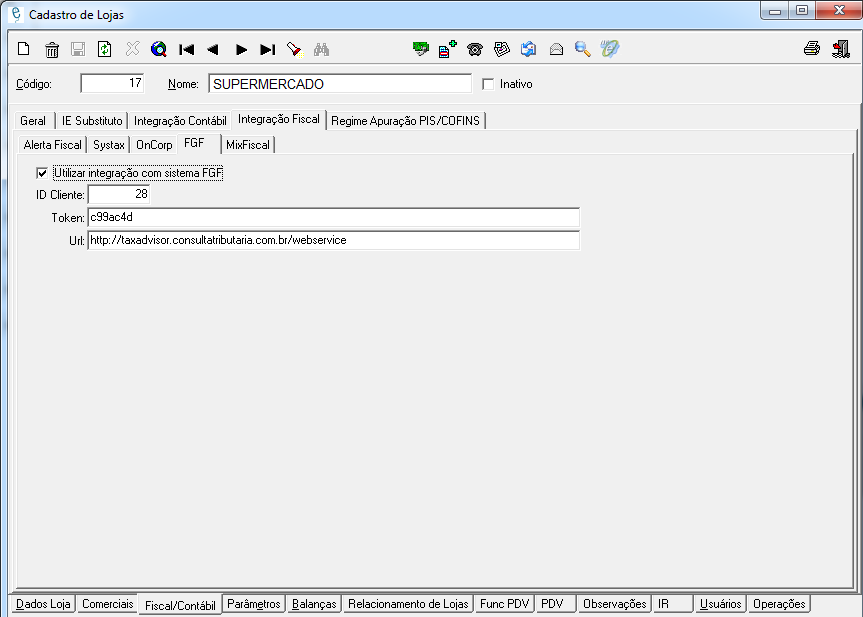 Cadastro de Lojas
Código: 17 Nome: SUPERMERCADO Inativo
Geral IE Substituto Integração Contábil Integração Fiscal Regime Apuração PIS/COFINS
Alerta Fiscal Systax OnCorp FGF MixFiscal
Utilizar integração com sistema FGF
ID Cliente: 28
Token: c99ac4d
Url: http://taxadvisor.consultatributaria.com.br/webservice
Dados Loja Comerciais Fiscal/Contábil Parâmetros Balanças Relacionamento de Lojas Func PDV PDV Observações IR Usuários Operações